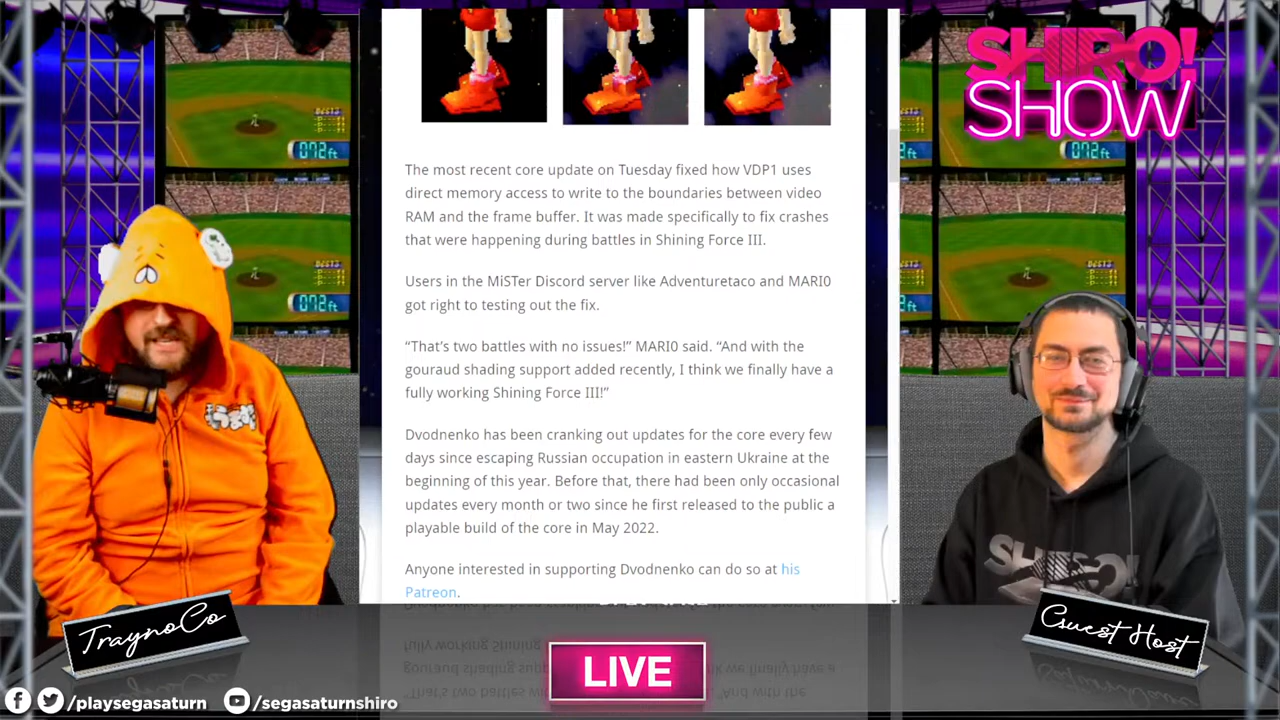 SHIRO!
SHOW
The most recent core update on Tuesday fixed how VDP1 uses
direct memory access to write to the boundaries between video
RAM and the frame buffer. It was made specifically to fix crashes
that were happening during battles in Shining Force III.
Users in the MiSTer Discord server like Adventuretaco and MARI0
got right to testing out the fix.
“That’s two battles with no issues!” MARI0 said. “And with the
gouraud shading support added recently, I think we finally have a
fully working Shining Force III!”
Dvodnenko has been cranking out updates for the core every few
days since escaping Russian occupation in eastern Ukraine at the
beginning of this year. Before that, there had been only occasional
updates every month or two since he first released to the public a
playable build of the core in May 2022.
Anyone interested in supporting Dvodnenko can do so at his
Patreon.
072ft
072ft
072ft
072ft
SHIRO!
TraynoCo
Guest Host
LIVE
/playsegasaturn
/segasaturnshiro